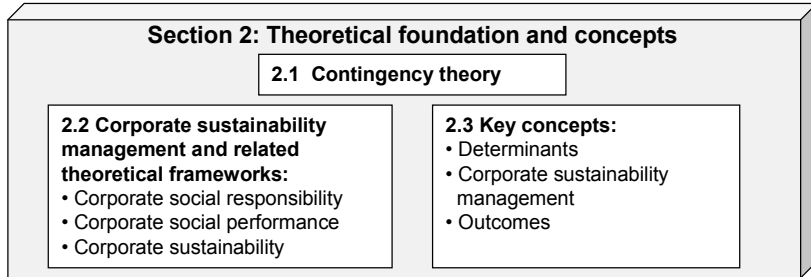 Section 2: Theoretical foundation and concepts
2.1 Contingency theory
2.2 Corporate sustainability
management and related
theoretical frameworks:
• Corporate social responsibility
• Corporate social performance
• Corporate sustainability
2.3 Key concepts:
• Determinants
• Corporate sustainability
management
• Outcomes